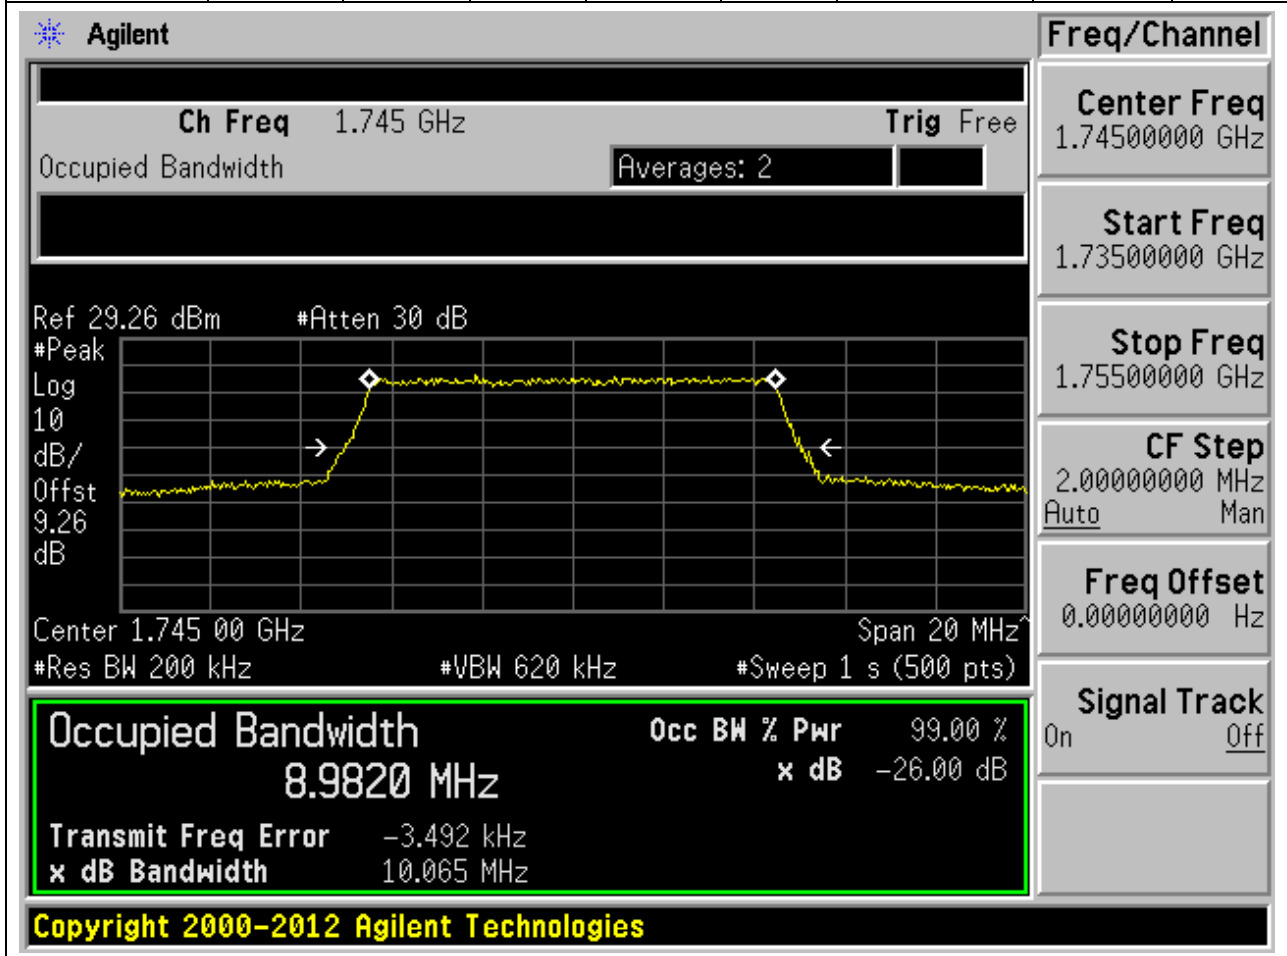 Agilent
Freq/Channel
Ch Freq 1.745 GHz Trig Free
Occupied Bandwidth Averages: 2
Center Freq
1.74500000 GHz
Start Freq
1.73500000 GHz
Stop Freq
1.75500000 GHz
CF Step
2.00000000 MHz
Auto Man
Freq Offset
0.00000000 Hz
Signal Track
On Off
Ref 29.26 dBm #Atten 30 dB
#Peak
Log
10
dB/
Offst
9.26
dB
Center 1.745 00 GHz Span 20 MHz^
#Res BW 200 kHz #VBW 620 kHz #Sweep 1 s (500 pts)
Occupied Bandwidth Occ BW % Pwr 99.00 %
8.9820 MHz x dB -26.00 dB
Transmit Freq Error -3.492 kHz
x dB Bandwidth 10.065 MHz
Copyright 2000-2012 Agilent Technologies